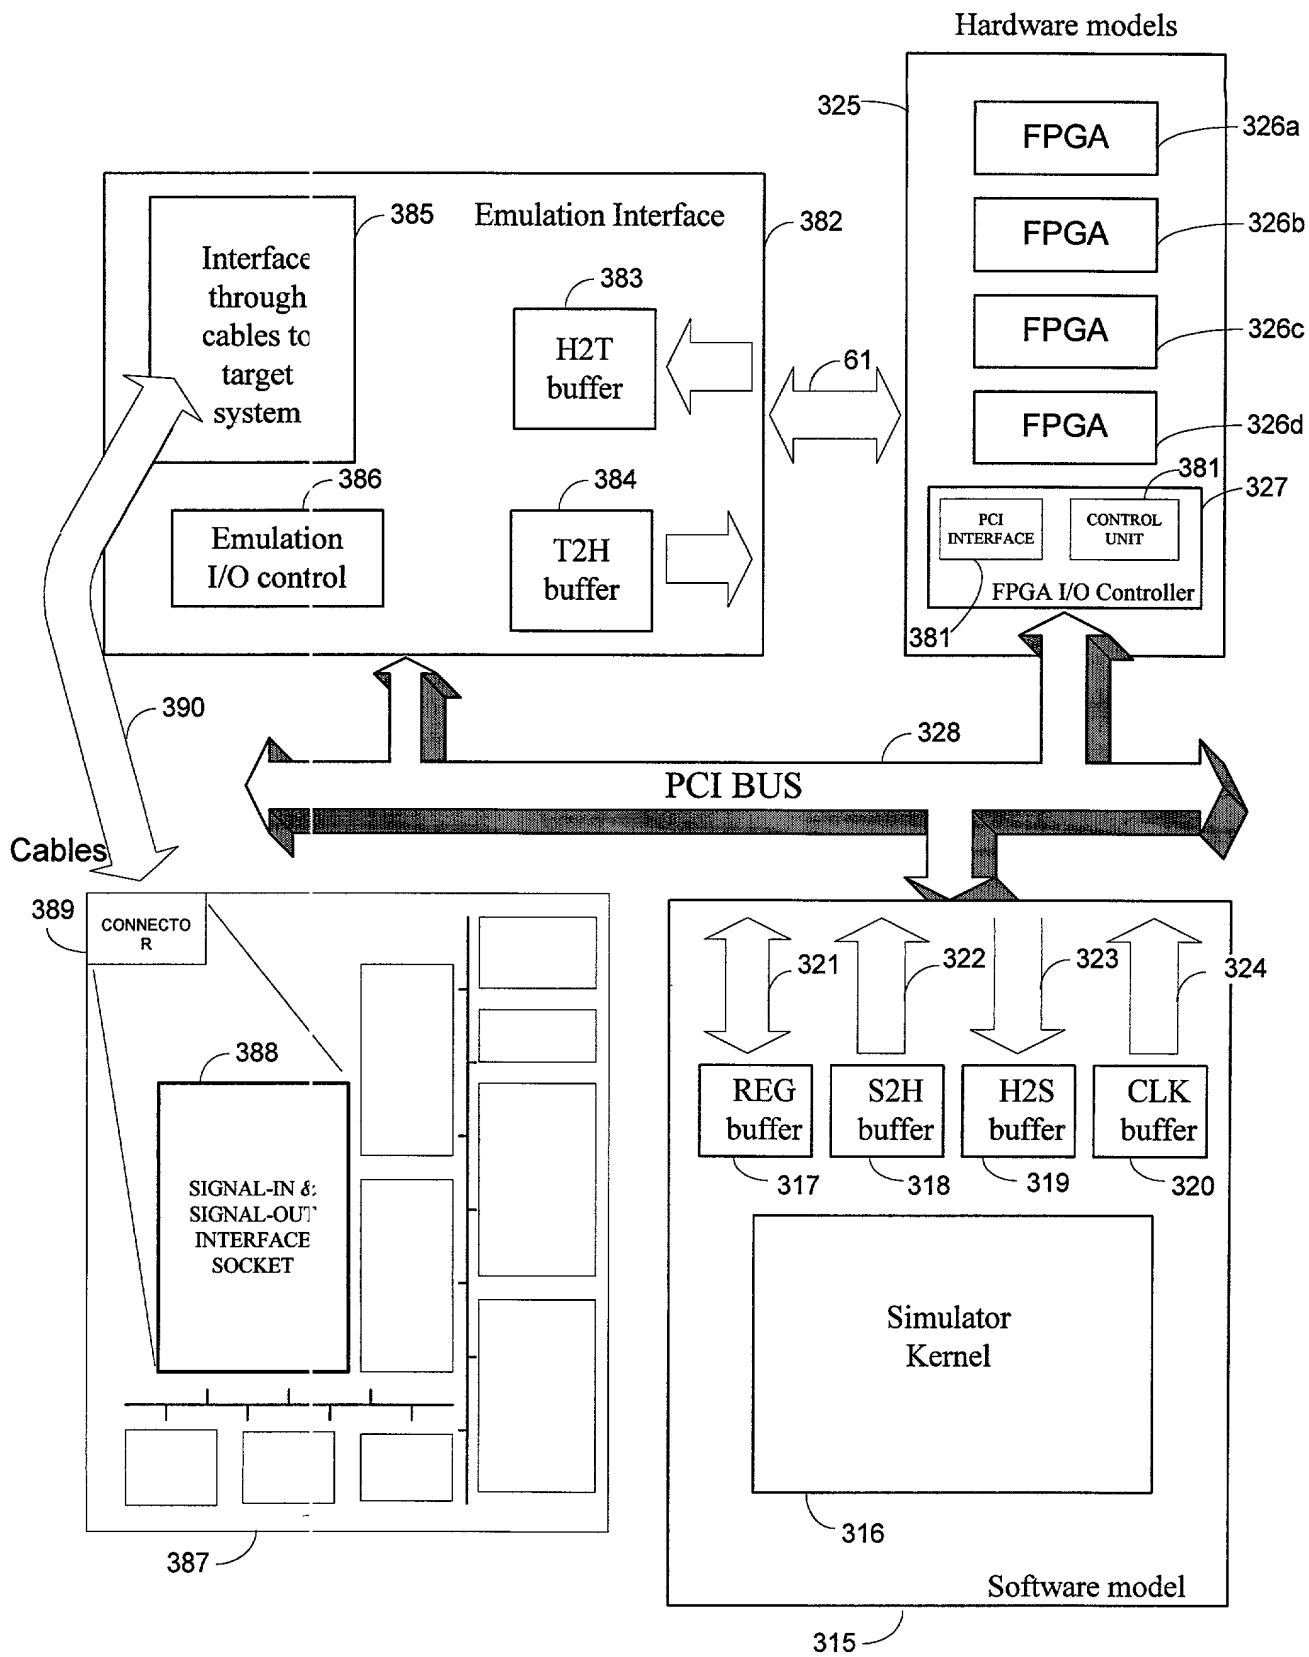 Hardware models
325
FPGA
326a
FPGA
326b
FPGA
326c
FPGA
326d
381
327
PCI
INTERFACE
CONTROL
UNIT
FPGA I/O Controller
381
385
Emulation Interface
382
Interface
through
cables to
target
system
383
H2T
buffer
61
386
Emulation
I/O control
384
T2H
buffer
390
328
PCI BUS
Cables
389
CONNECTO
R
388
SIGNAL-IN &
SIGNAL-OUT
INTERFACE
SOCKET
387
321
322
323
324
REG
buffer
S2H
buffer
H2S
buffer
CLK
buffer
317
318
319
320
Simulator
Kernel
316
Software model
315